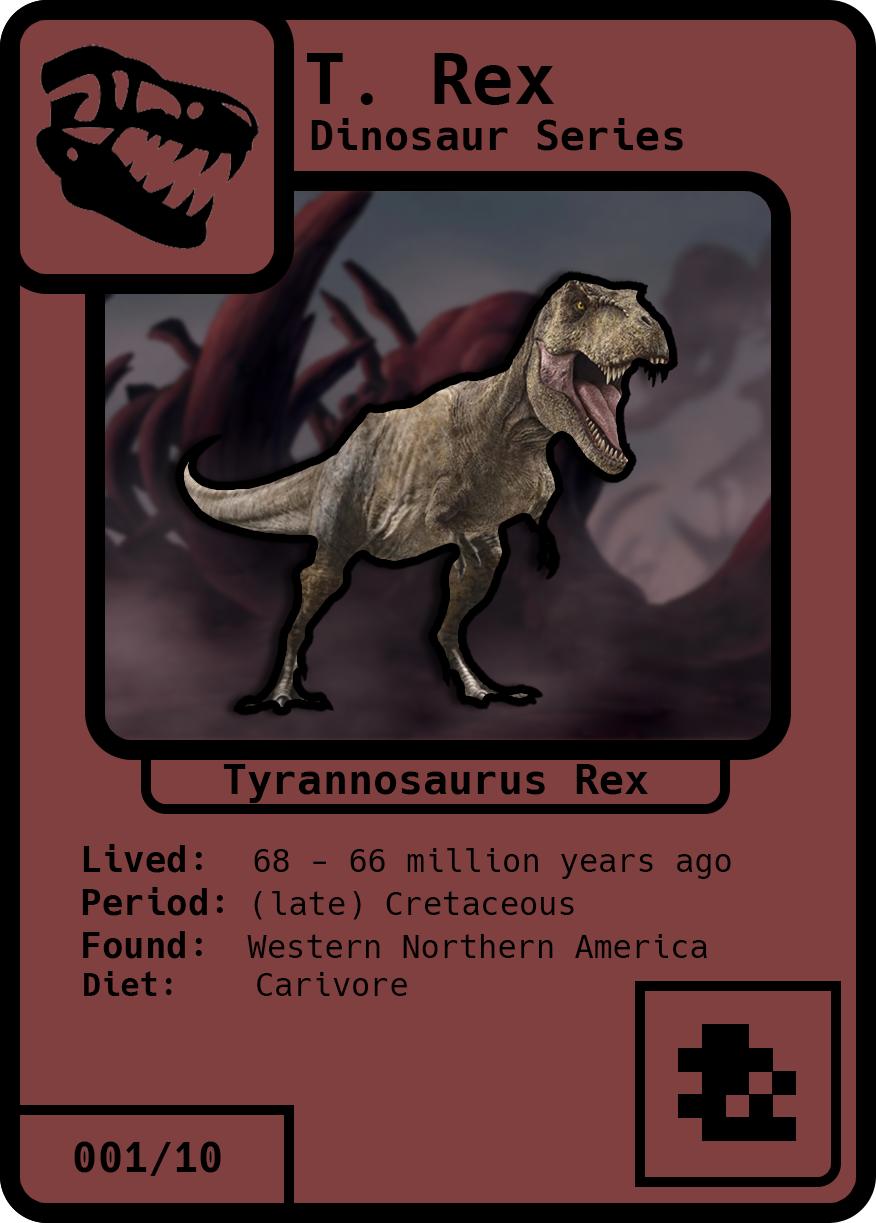 T. Rex
Dinosaur Series
Tyrannosaurus Rex
Lived: 68 - 66 million years ago
Period: (late) Cretaceous
Found: Western Northern America
Diet: Carivore
001/10